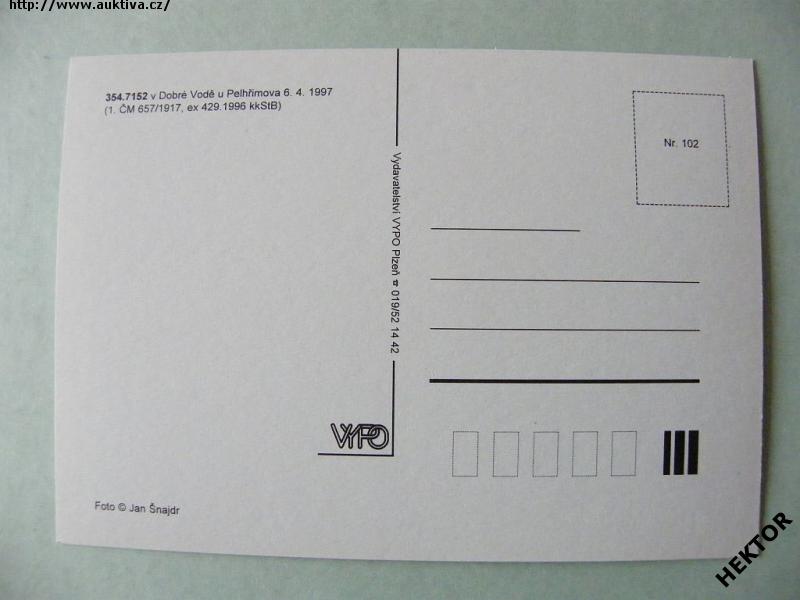 http://www.auktiva.cz/
354.7152 v Dobré Vodě u Pelhřimova 6. 4. 1997
(1. ČM 657/1917, ex 429.1996 kkStB)
Nr. 102
Vydavatelství VYPO Plzeň ☎ 019/52 14 42
VYPO
Foto © Jan Šnajdr
HEKTOR